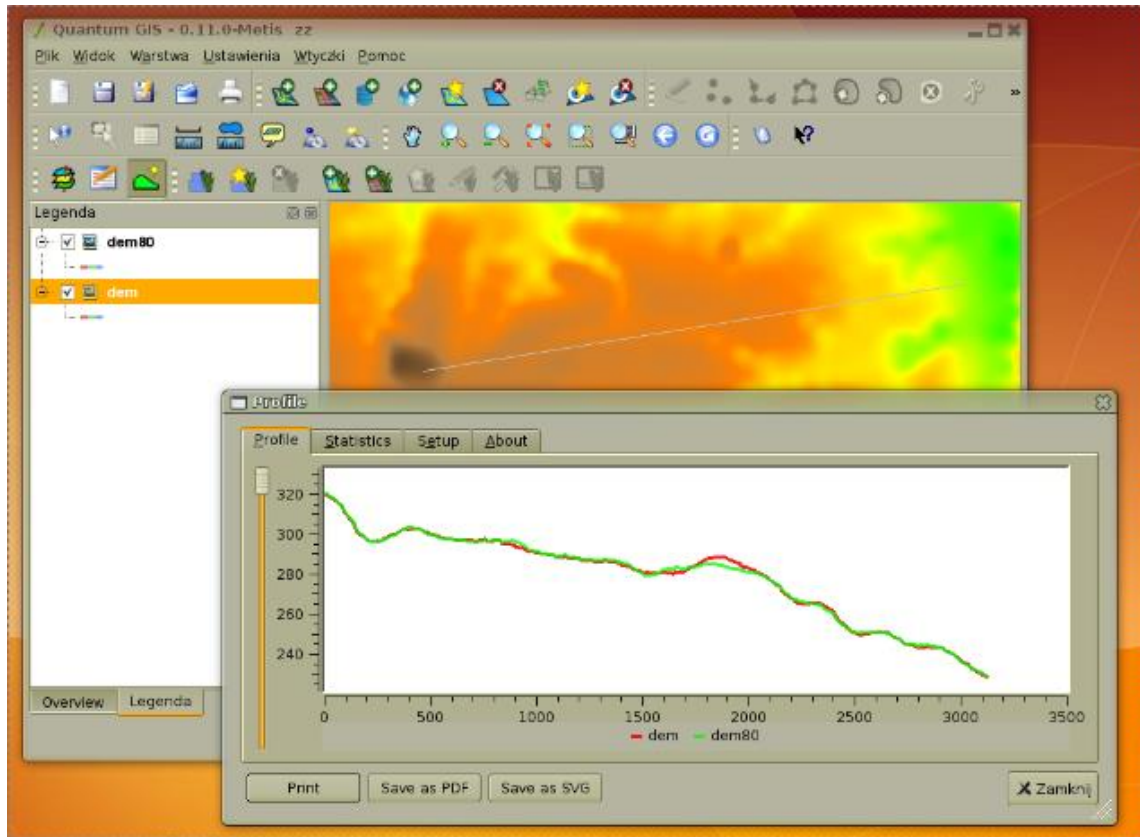 Quantum GIS - 0.11.0-Metis zz
Plik Widok Warstwa Ustawienia Wtyczki Pomoc
»
Legenda
dem80
dem
Overview Legenda
Profile
Profile Statistics Setup About
320
300
280
260
240
0 500 1000 1500 2000 2500 3000 3500
dem dem80
Print Save as PDF Save as SVG Zamknij